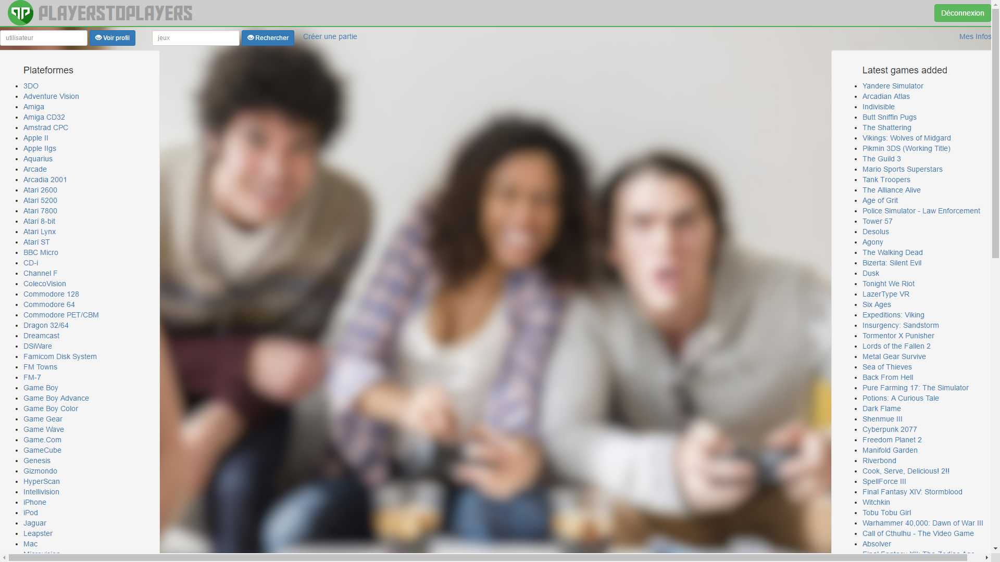 PLAYERSTOPLAYERS
Déconnexion
utilisateur
Voir profil
jeux
Rechercher
Créer une partie
Mes Infos
Plateformes
3DO
Adventure Vision
Amiga
Amiga CD32
Amstrad CPC
Apple II
Apple IIgs
Aquarius
Arcade
Arcadia 2001
Atari 2600
Atari 5200
Atari 7800
Atari 8-bit
Atari Lynx
Atari ST
BBC Micro
CD-i
Channel F
ColecoVision
Commodore 128
Commodore 64
Commodore PET/CBM
Dragon 32/64
Dreamcast
DSiWare
Famicom Disk System
FM Towns
FM-7
Game Boy
Game Boy Advance
Game Boy Color
Game Gear
Game Wave
Game.Com
GameCube
Genesis
Gizmondo
HyperScan
Intellivision
iPhone
iPod
Jaguar
Leapster
Mac
Latest games added
Yandere Simulator
Arcadian Atlas
Indivisible
Butt Sniffin Pugs
The Shattering
Vikings: Wolves of Midgard
Pikmin 3DS (Working Title)
The Guild 3
Mario Sports Superstars
Tank Troopers
The Alliance Alive
Age of Grit
Police Simulator - Law Enforcement
Tower 57
Desolus
Agony
The Walking Dead
Bizerta: Silent Evil
Dusk
Tonight We Riot
LazerType VR
Six Ages
Expeditions: Viking
Insurgency: Sandstorm
Tormentor X Punisher
Lords of the Fallen 2
Metal Gear Survive
Sea of Thieves
Back From Hell
Pure Farming 17: The Simulator
Potions: A Curious Tale
Dark Flame
Shenmue III
Cyberpunk 2077
Freedom Planet 2
Manifold Garden
Riverbond
Cook, Serve, Delicious! 2!!
SpellForce III
Final Fantasy XIV: Stormblood
Witchkin
Tobu Tobu Girl
Warhammer 40,000: Dawn of War III
Call of Cthulhu - The Video Game
Absolver